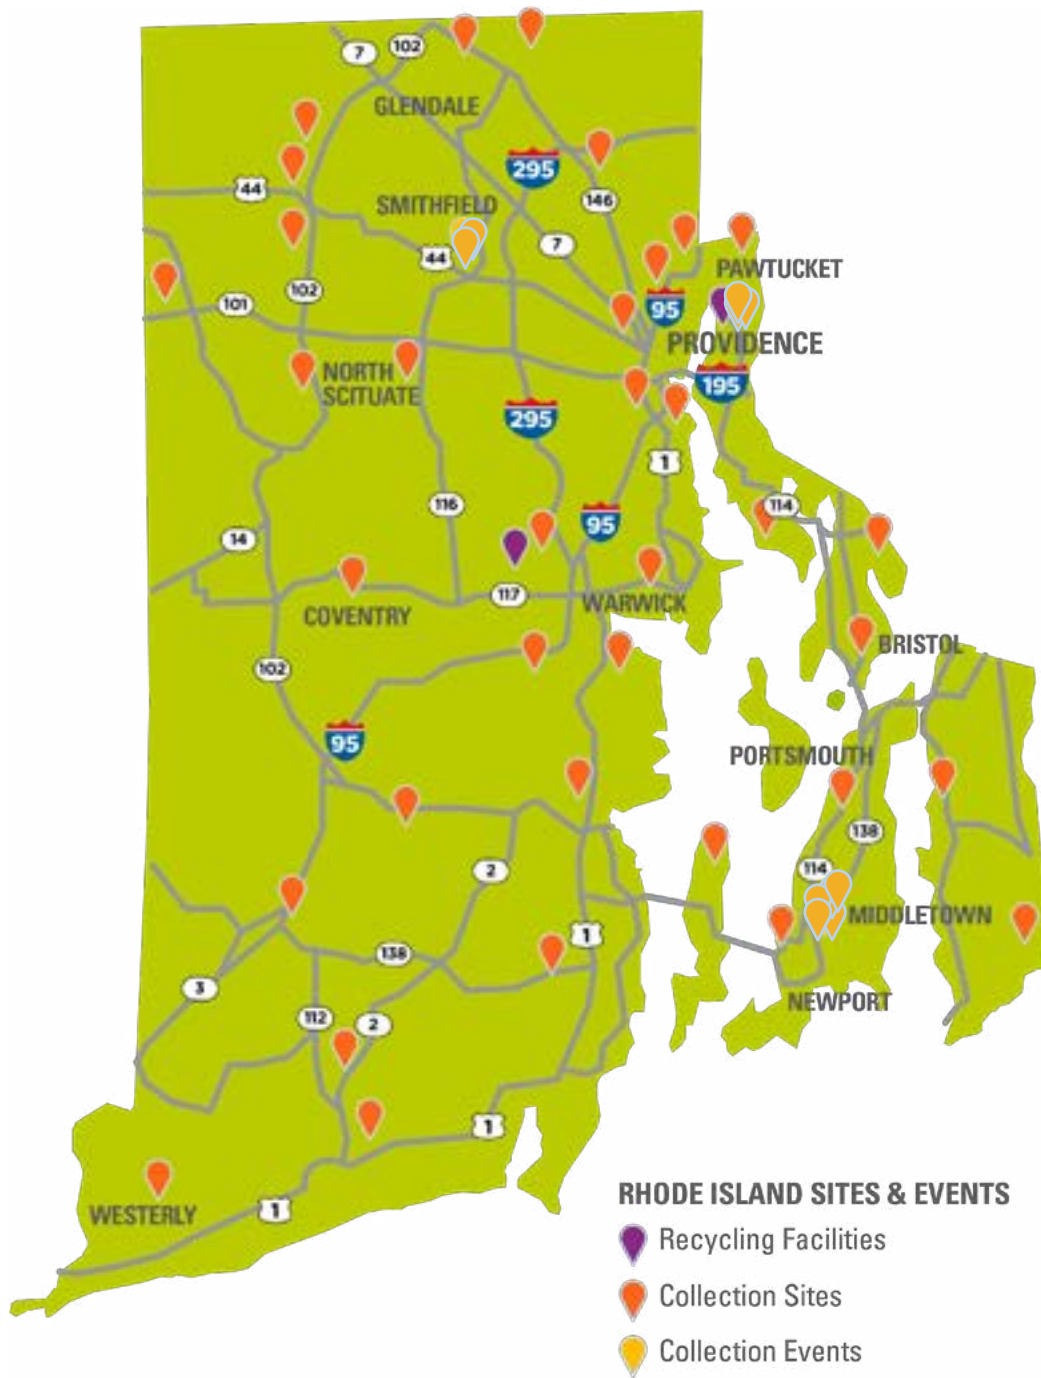 7
102
GLENDALE
295
44
SMITHFIELD
146
7
44
PAWTUCKET
102
101
95
PROVIDENCE
NORTH
SCITUATE
195
295
1
116
114
95
14
117
WARWICK
COVENTRY
BRISTOL
102
95
PORTSMOUTH
138
2
114
MIDDLETOWN
1
138
3
NEWPORT
112
2
1
WESTERLY
1
RHODE ISLAND SITES & EVENTS
Recycling Facilities
Collection Sites
Collection Events